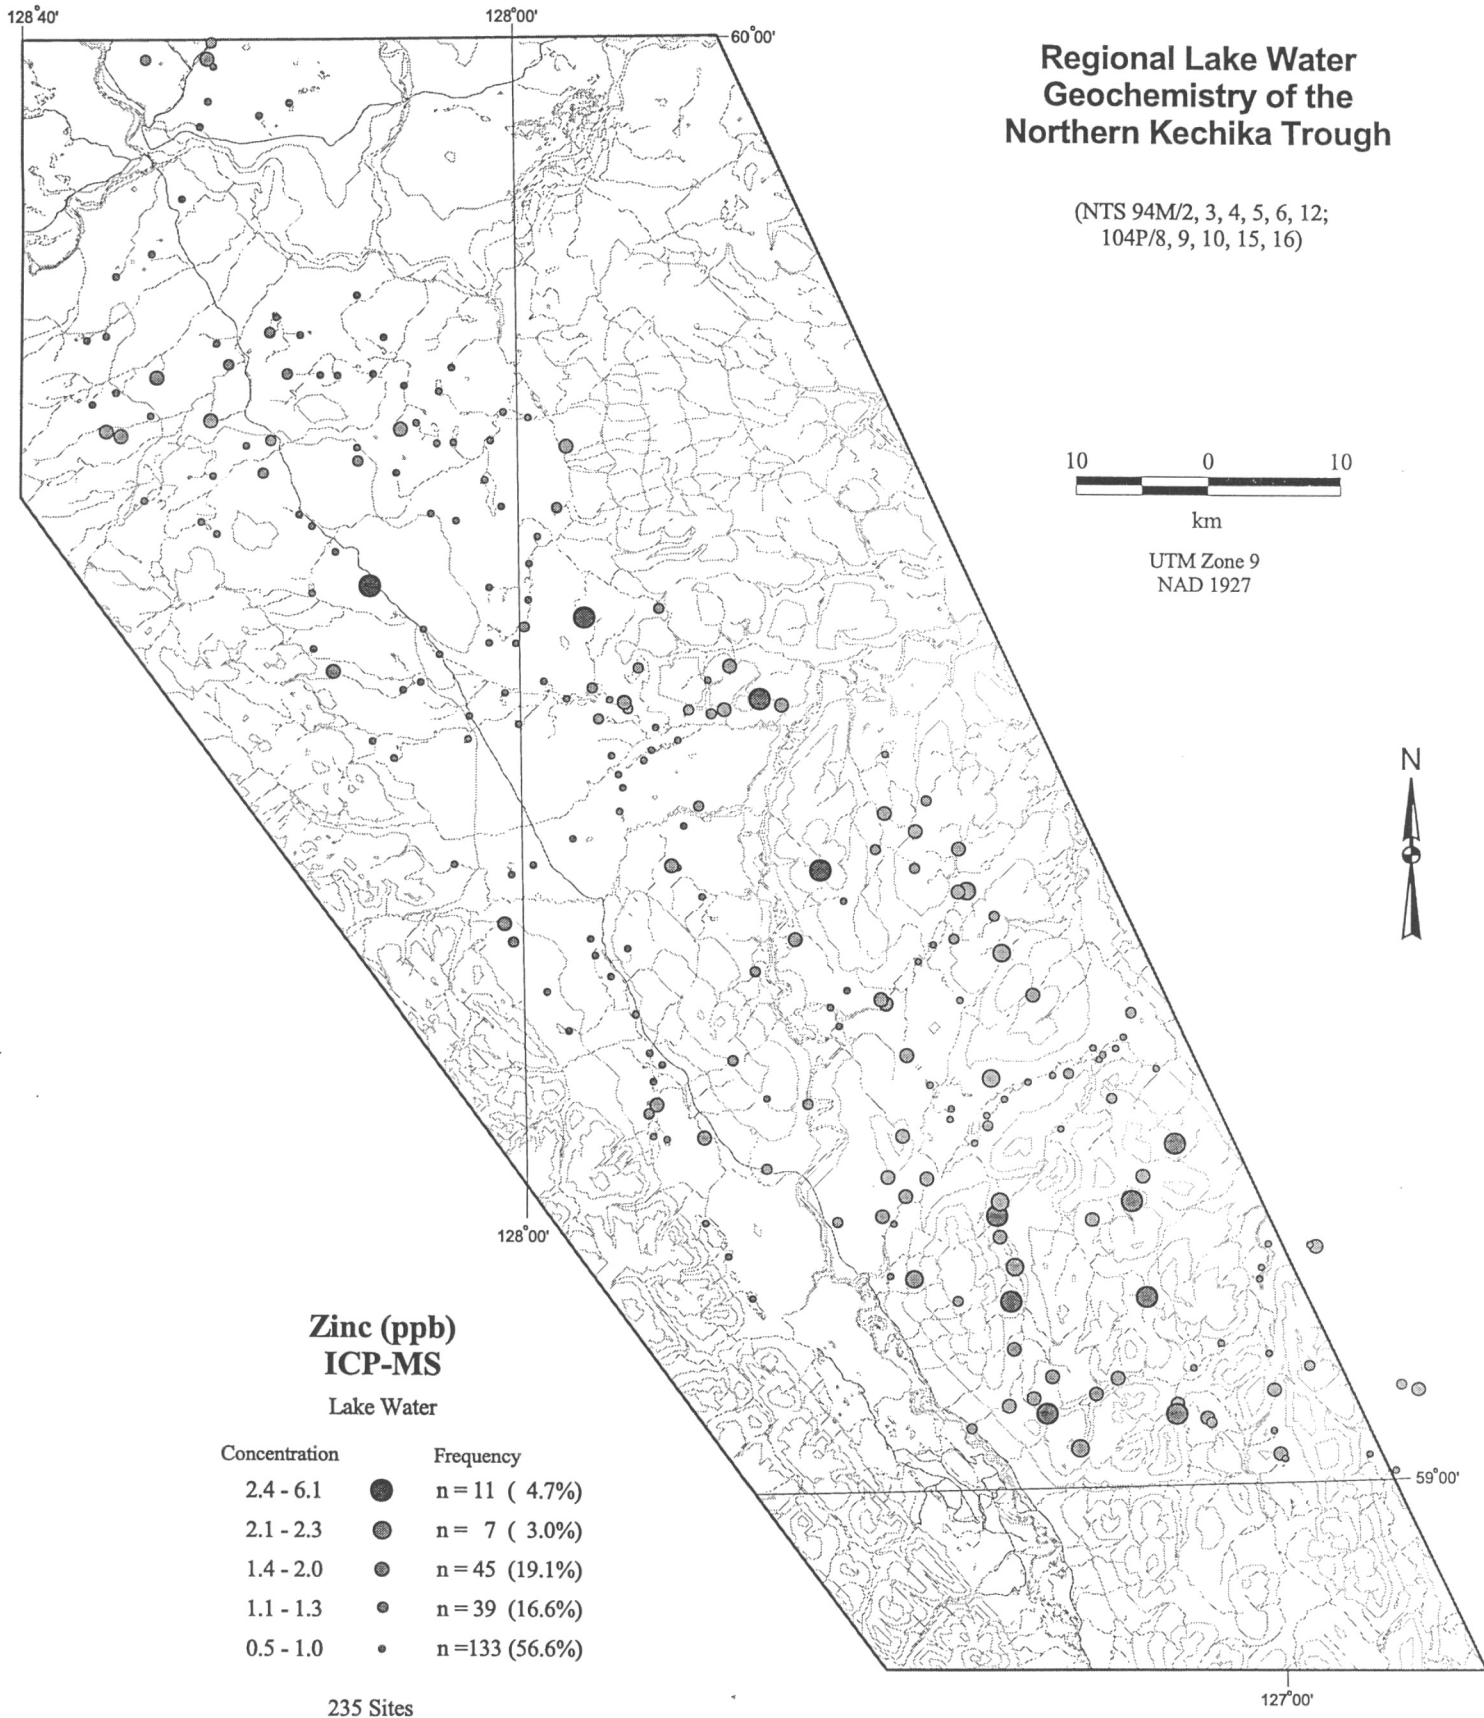 128°40'
128°00'
60°00'
Regional Lake Water
Geochemistry of the
Northern Kechika Trough
(NTS 94M/2, 3, 4, 5, 6, 12;
104P/8, 9, 10, 15, 16)
10 0 10
km
UTM Zone 9
NAD 1927
N
128°00'
Zinc (ppb)
ICP-MS
Lake Water
Concentration Frequency
2.4 - 6.1 n = 11 ( 4.7%)
2.1 - 2.3 n = 7 ( 3.0%)
1.4 - 2.0 n = 45 (19.1%)
1.1 - 1.3 n = 39 (16.6%)
0.5 - 1.0 n =133 (56.6%)
235 Sites
59°00'
127°00'